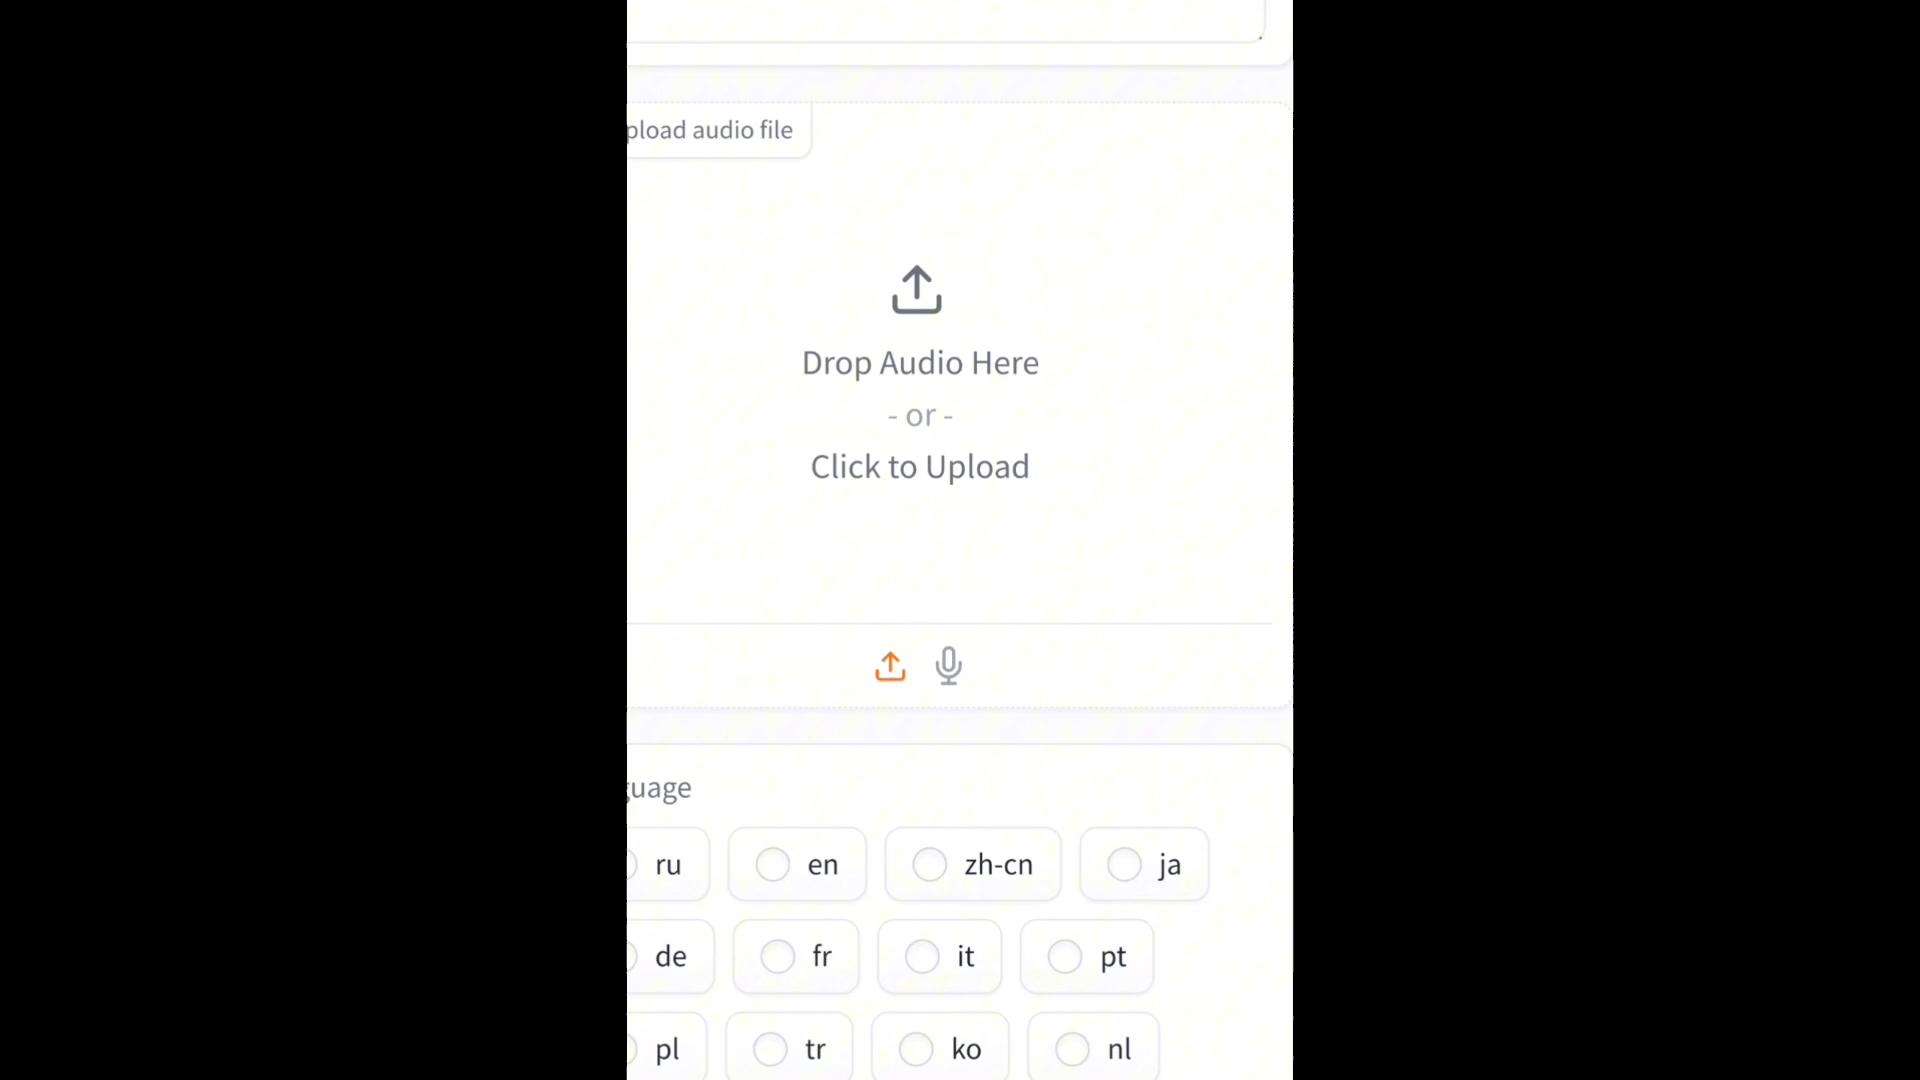 pload audio file
Drop Audio Here
- or -
Click to Upload
guage
ru en zh-cn ja
de fr it pt
pl tr ko nl